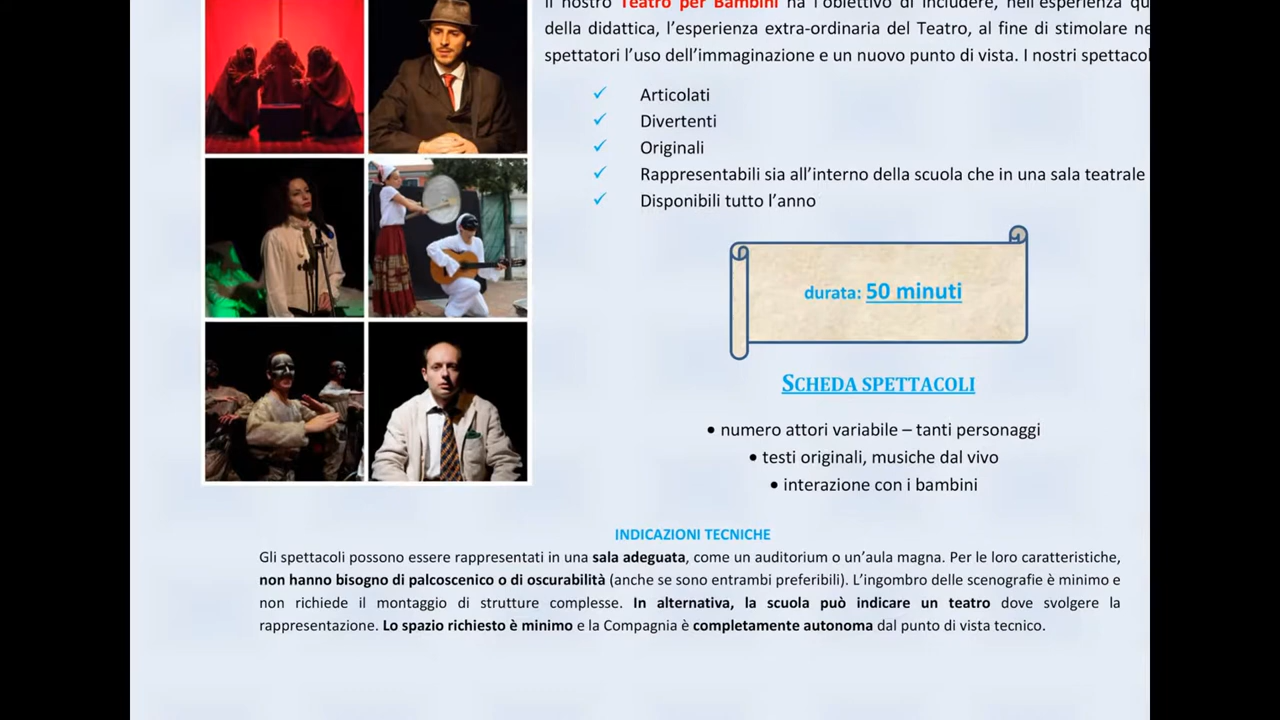 Il nostro Teatro per Bambini ha l'obiettivo di includere, nell'esperienza
della didattica, l'esperienza extra-ordinaria del Teatro, al fine di stimolare
spettatori l'uso dell'immaginazione e un nuovo punto di vista. I nostri
✓ Articolati
✓ Divertenti
✓ Originali
✓ Rappresentabili sia all'interno della scuola che in una sala teatrale
✓ Disponibili tutto l'anno
durata: 50 minuti
SCHEDA SPETTACOLI
• numero attori variabile – tanti personaggi
• testi originali, musiche dal vivo
• interazione con i bambini
INDICAZIONI TECNICHE
Gli spettacoli possono essere rappresentati in una sala adeguata, come un auditorium o un'aula magna. Per le loro caratteristiche,
non hanno bisogno di palcoscenico o di oscurabilità (anche se sono entrambi preferibili). L'ingombro delle scenografie è minimo e
non richiede il montaggio di strutture complesse. In alternativa, la scuola può indicare un teatro dove svolgere la
rappresentazione. Lo spazio richiesto è minimo e la Compagnia è completamente autonoma dal punto di vista tecnico.